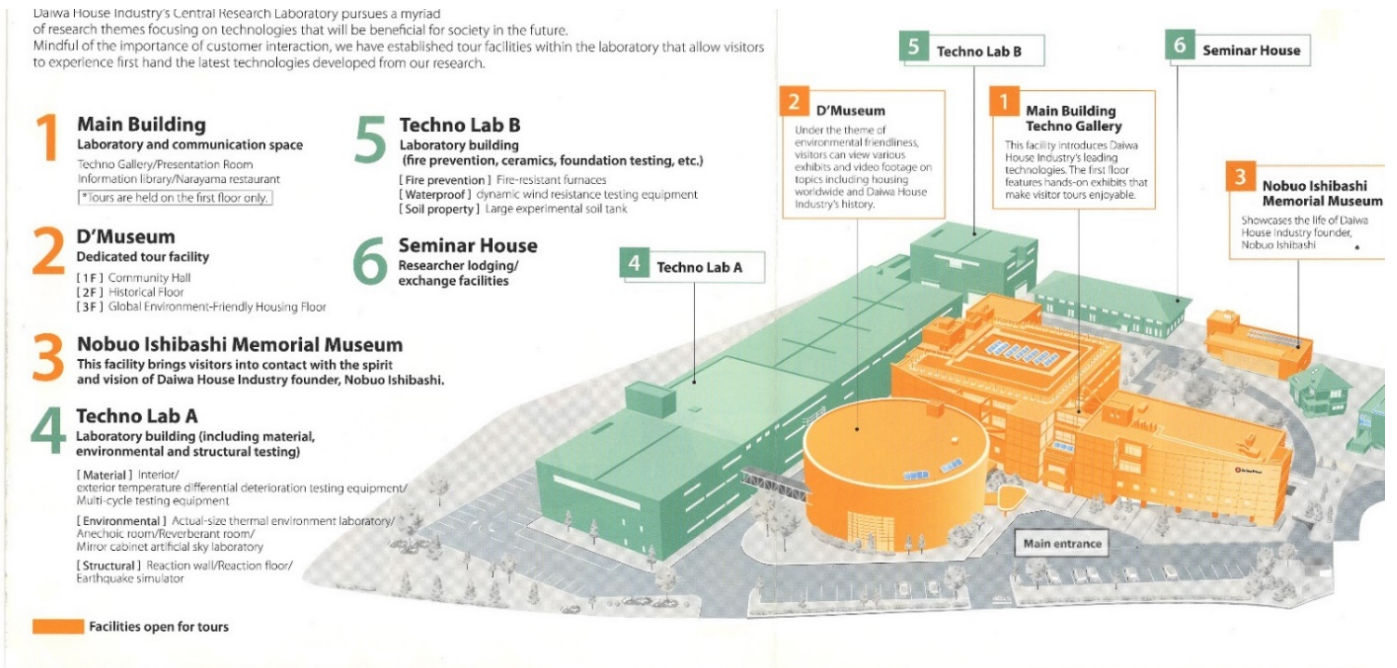 Daiwa House Industry's Central Research Laboratory pursues a myriad
of research themes focusing on technologies that will be beneficial for society in the future.
Mindful of the importance of customer interaction, we have established tour facilities within the laboratory that allow visitors
to experience first hand the latest technologies developed from our research.
1 Main Building
Laboratory and communication space
Techno Gallery/Presentation Room
Information library/Narayama restaurant
*Tours are held on the first floor only.
2 D'Museum
Dedicated tour facility
[1F] Community Hall
[2F] Historical Floor
[3F] Global Environment-Friendly Housing Floor
3 Nobuo Ishibashi Memorial Museum
This facility brings visitors into contact with the spirit
and vision of Daiwa House Industry founder, Nobuo Ishibashi.
4 Techno Lab A
Laboratory building (including material,
environmental and structural testing)
[Material] Interior/
exterior temperature differential deterioration testing equipment/
Multi-cycle testing equipment
[Environmental] Actual-size thermal environment laboratory/
Anechoic room/Reverberant room/
Mirror cabinet artificial sky laboratory
[Structural] Reaction wall/Reaction floor/
Earthquake simulator
5 Techno Lab B
Laboratory building
(fire prevention, ceramics, foundation testing, etc.)
[Fire prevention] Fire-resistant furnaces
[Waterproof] dynamic wind resistance testing equipment
[Soil property] Large experimental soil tank
6 Seminar House
Researcher lodging/
exchange facilities
Facilities open for tours
5 Techno Lab B
6 Seminar House
2 D'Museum
Under the theme of
environmental friendliness,
visitors can view various
exhibits and video footage on
topics including housing
worldwide and Daiwa House
Industry's history.
1 Main Building
Techno Gallery
This facility introduces Daiwa
House Industry's leading
technologies. The first floor
features hands-on exhibits that
make visitor tours enjoyable.
3 Nobuo Ishibashi
Memorial Museum
Showcases the life of Daiwa
House Industry founder,
Nobuo Ishibashi
4 Techno Lab A
Main entrance